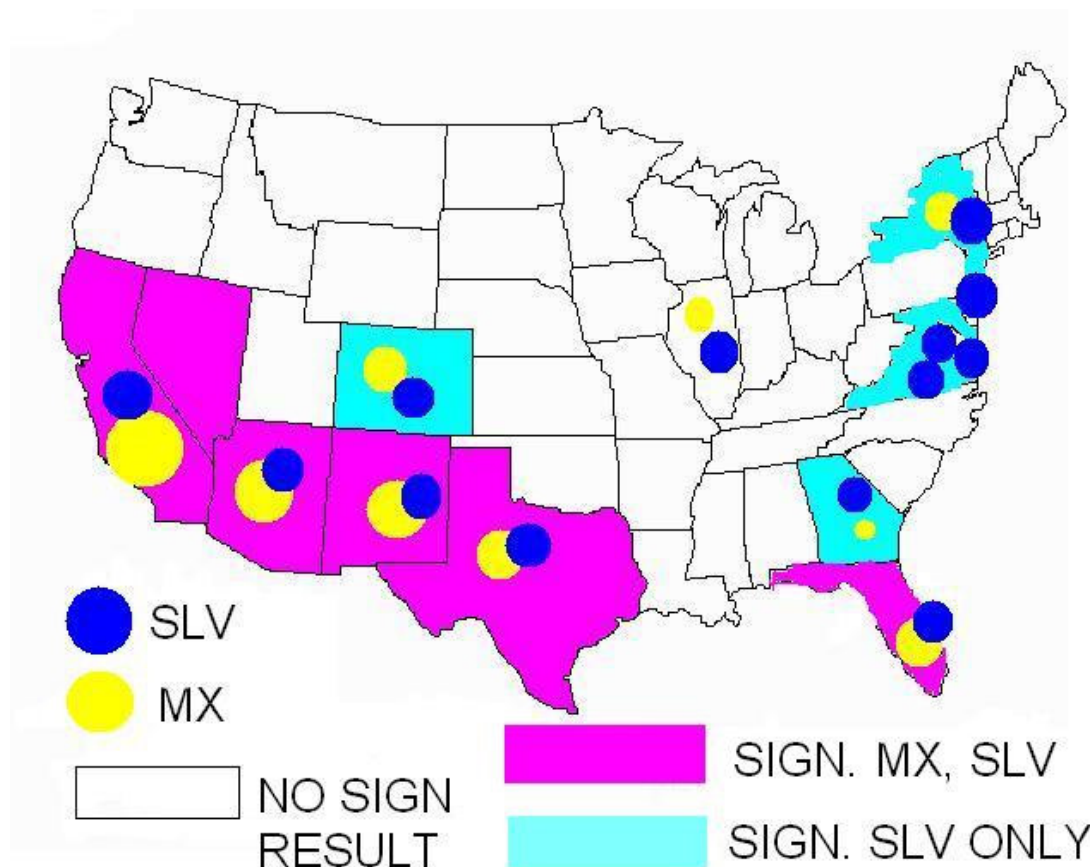 SLV
MX
NO SIGN
RESULT
SIGN. MX, SLV
SIGN. SLV ONLY